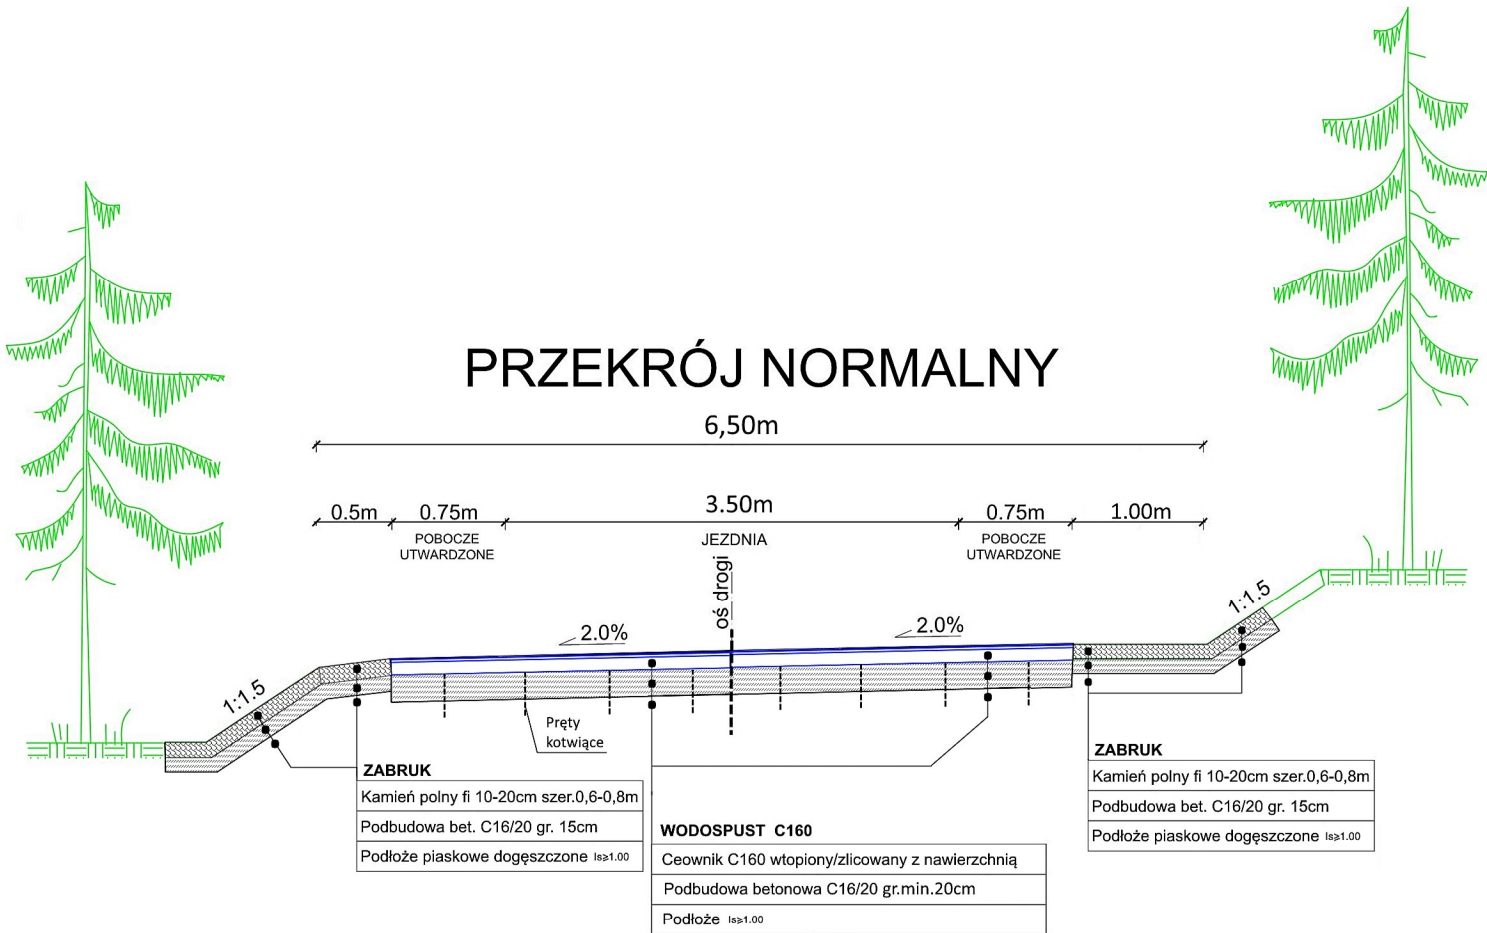 PRZEKRÓJ NORMALNY
6,50m
0.5m
0.75m
3.50m
0.75m
1.00m
POBOCZE
UTWARDZONE
JEZDNIA
POBOCZE
UTWARDZONE
oś drogi
1:1.5
2.0%
2.0%
1:1.5
Pręty
kotwiące
ZABRUK
Kamień polny fi 10-20cm szer.0,6-0,8m
Podbudowa bet. C16/20 gr. 15cm
Podłoże piaskowe dogęszczone Is≥1.00
WODOSPUST C160
Ceownik C160 wtopiony/zlicowany z nawierzchnią
Podbudowa betonowa C16/20 gr.min.20cm
Podłoże Is≥1.00
ZABRUK
Kamień polny fi 10-20cm szer.0,6-0,8m
Podbudowa bet. C16/20 gr. 15cm
Podłoże piaskowe dogęszczone Is≥1.00